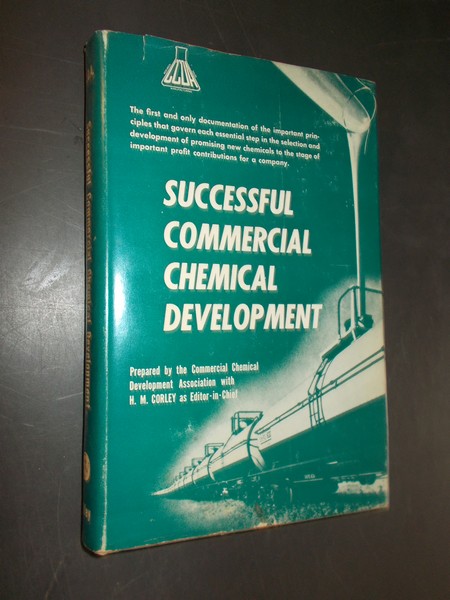 CCDA
The first and only documentation of the important prin-
ciples that govern each essential step in the selection and
development of promising new chemicals to the stage of
important profit contributions for a company.
SUCCESSFUL
COMMERCIAL
CHEMICAL
DEVELOPMENT
Prepared by the Commercial Chemical
Development Association with
H. M. CORLEY as Editor-in-Chief
Successful Commercial Chemical Development